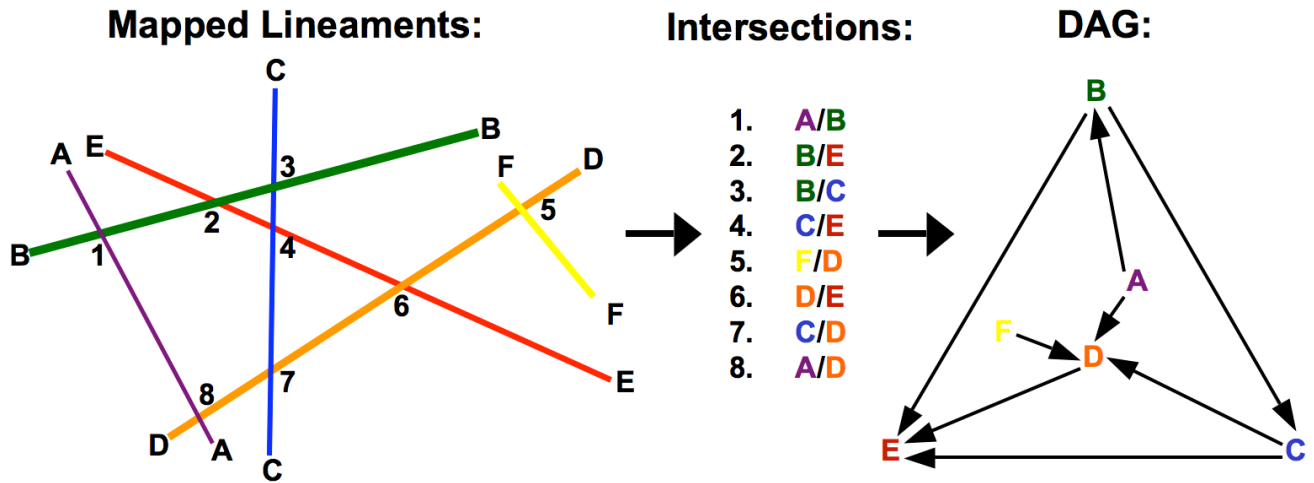 Mapped Lineaments:
Intersections:
DAG:
C
B
A
E
F
D
3
2
5
B
1
4
6
F
8
7
E
D
A
C
1. A/B
2. B/E
3. B/C
4. C/E
5. F/D
6. D/E
7. C/D
8. A/D
B
A
F
D
E
C